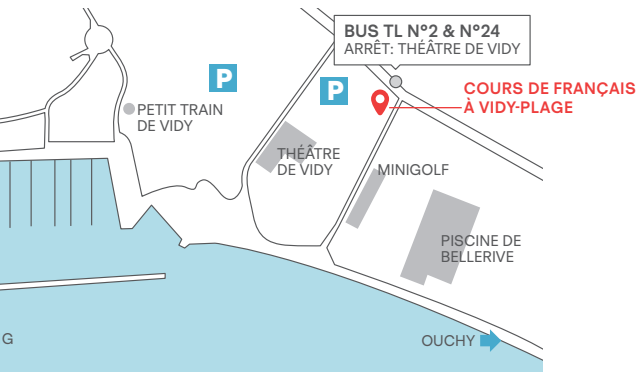 BUS TL N°2 & N°24
ARRÊT: THÉÂTRE DE VIDY
P
P
COURS DE FRANÇAIS
À VIDY-PLAGE
PETIT TRAIN
DE VIDY
THÉÂTRE
DE VIDY
MINIGOLF
PISCINE DE
BELLERIVE
G
OUCHY